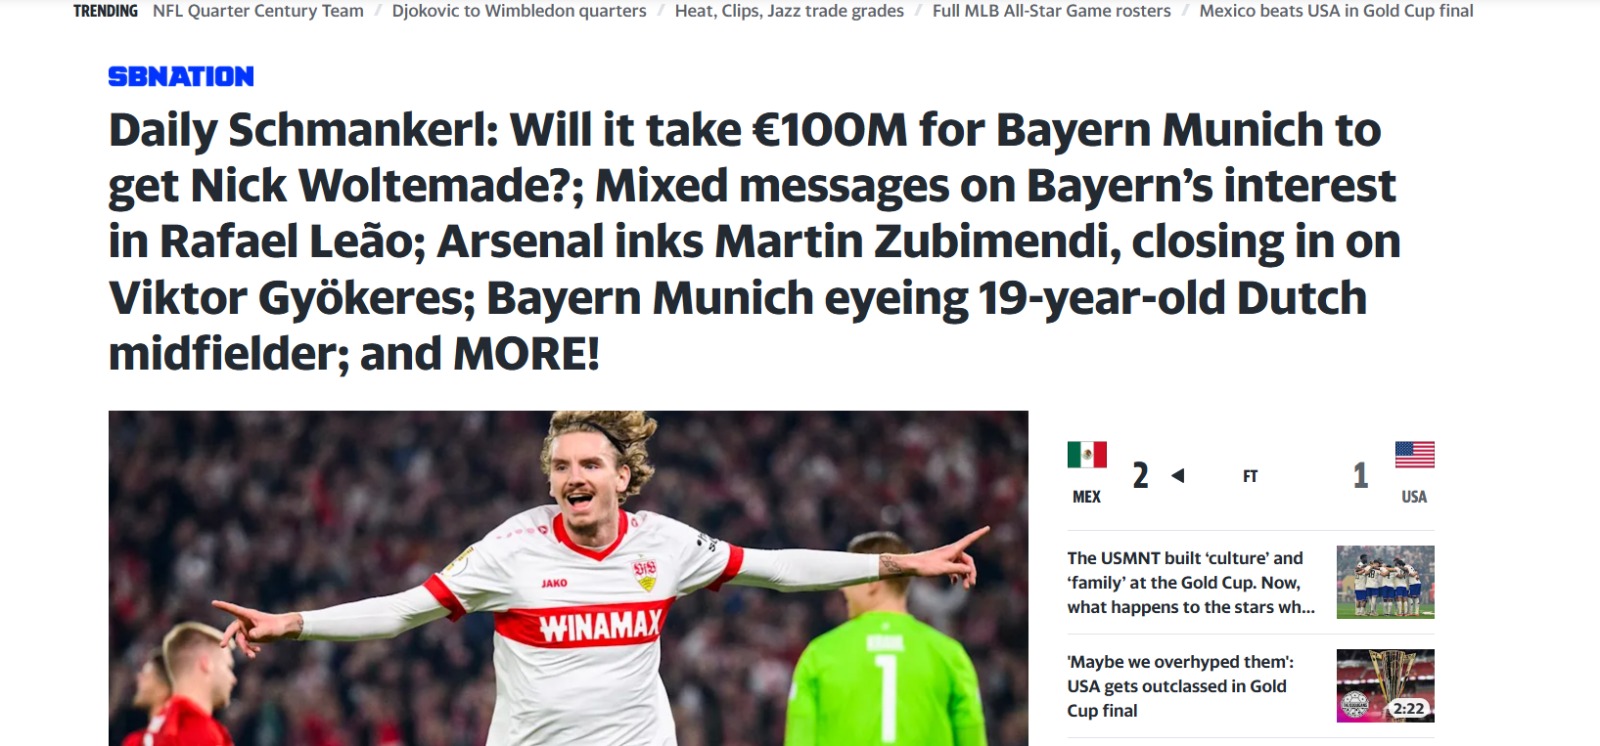 TRENDING NFL Quarter Century Team / Djokovic to Wimbledon quarters / Heat, Clips, Jazz trade grades / Full MLB All-Star Game rosters / Mexico beats USA in Gold Cup final
SBNATION
Daily Schmankerl: Will it take €100M for Bayern Munich to
get Nick Woltemade?; Mixed messages on Bayern’s interest
in Rafael Leão; Arsenal inks Martin Zubimendi, closing in on
Viktor Gyökeres; Bayern Munich eyeing 19-year-old Dutch
midfielder; and MORE!
JAKO
VfB
WINAMAX
1
MEX 2 ◄ FT 1 USA
The USMNT built ‘culture’ and
‘family’ at the Gold Cup. Now,
what happens to the stars wh...
'Maybe we overhyped them':
USA gets outclassed in Gold
Cup final
2:22